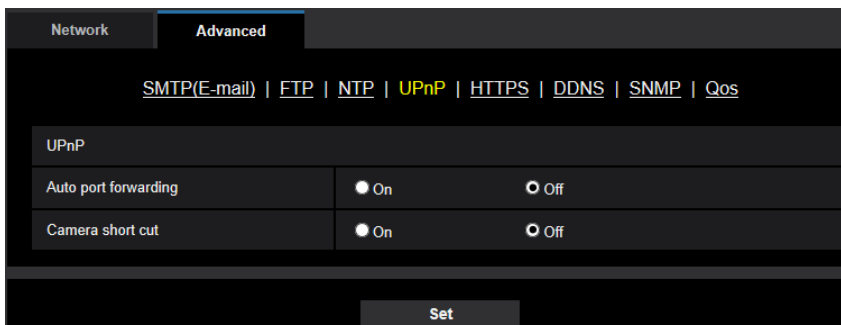 Network Advanced
SMTP(E-mail) | FTP | NTP | UPnP | HTTPS | DDNS | SNMP | Qos
UPnP
Auto port forwarding On Off
Camera short cut On Off
Set